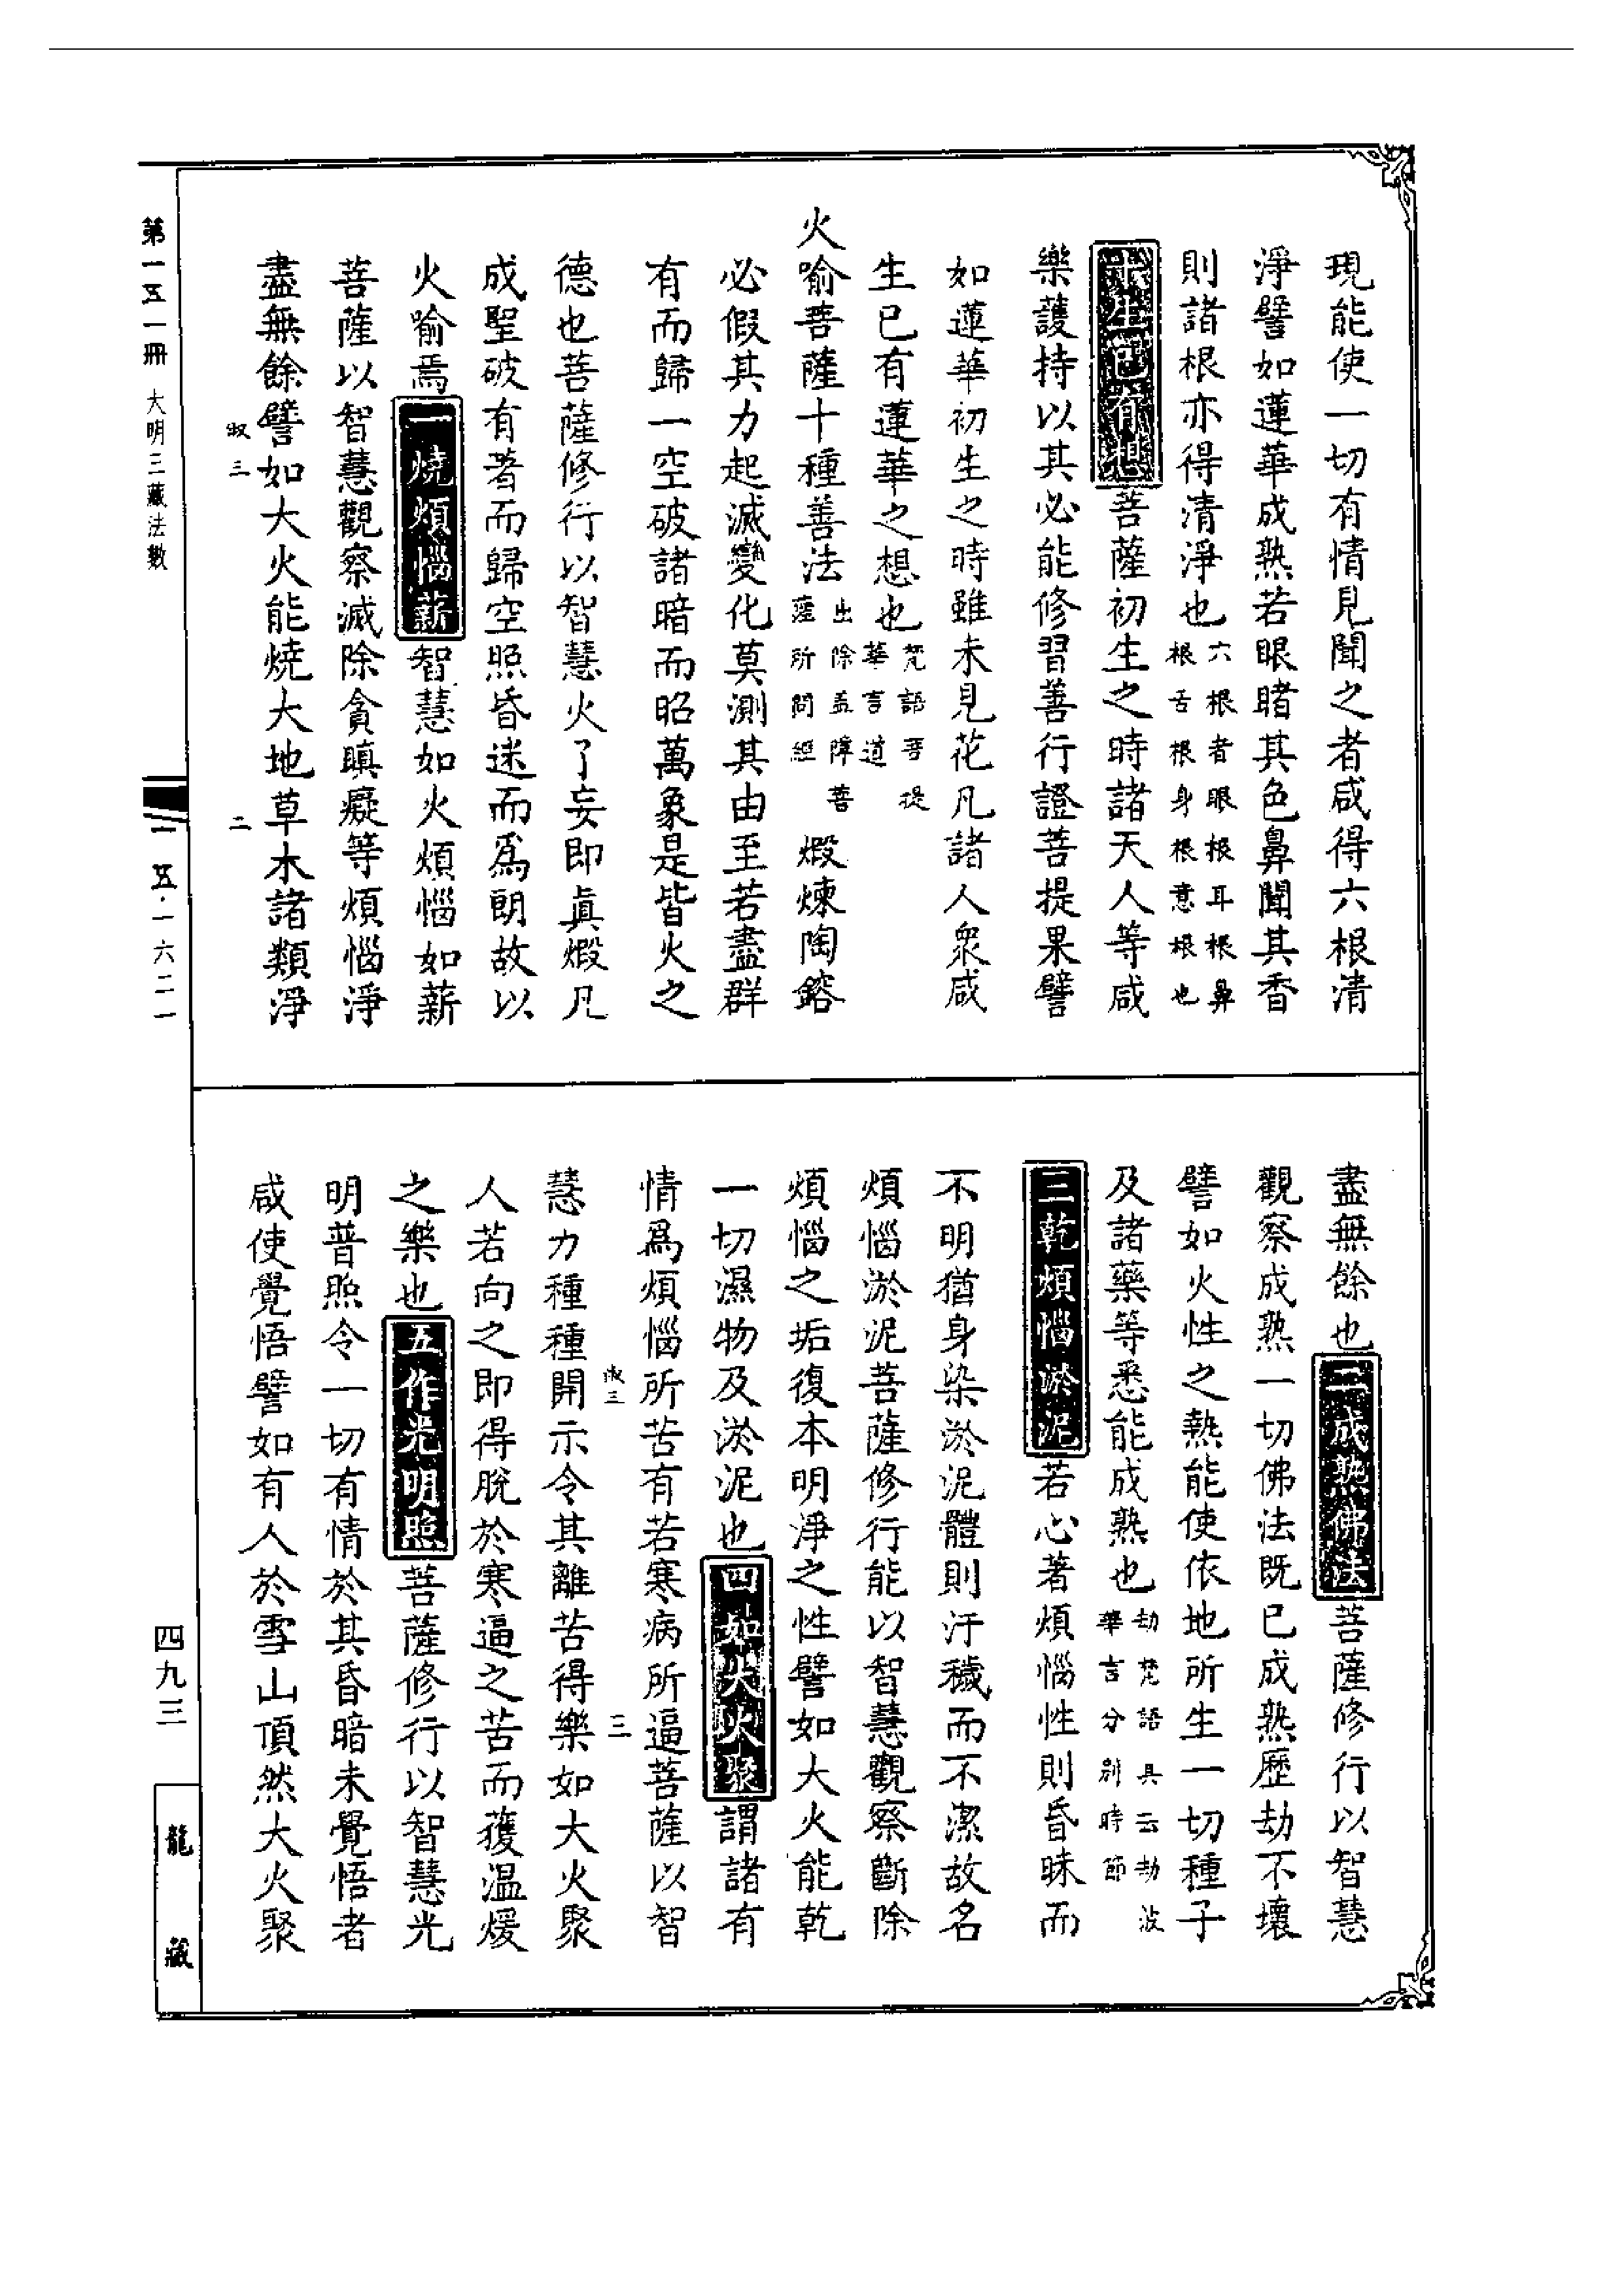 現能使一切有情見聞之者咸得六根清
淨譬如蓮華成熟若眼睹其色鼻聞其香
則諸根亦得清淨也六根者眼根耳根鼻根舌根身根意根也
十生已有想菩薩初生之時諸天人等咸
樂護持以其必能修習善行證菩提果譬
如蓮華初生之時雖未見花凡諸人衆咸
生已有蓮華之想也梵語菩提華言道
火喻菩薩十種善法出除盖障菩薩所問經 煅煉陶鎔
必假其力起滅變化莫測其由至若盡群
有而歸一空破諸暗而昭萬象是皆火之
德也菩薩修行以智慧火了妄即眞煅凡
成聖破有著而歸空照昏迷而爲朗故以
火喻焉一燒煩惱薪智慧如火煩惱如薪
菩薩以智慧觀察滅除貪瞋癡等煩惱淨
盡無餘譬如大火能燒大地草木諸類淨
淑三 二
盡無餘也二成熟佛法菩薩修行以智慧
觀察成熟一切佛法既已成熟歷劫不壞
譬如火性之熱能使依地所生一切種子
及諸藥等悉能成熟也劫梵語具云劫波華言分别時節
三乾煩惱淤泥若心著煩惱性則昏昧而
不明猶身染淤泥體則汙穢而不潔故名
煩惱淤泥菩薩修行能以智慧觀察斷除
煩惱之垢復本明淨之性譬如大火能乾
一切濕物及淤泥也四如大火聚謂諸有
情爲煩惱所苦有若寒病所逼菩薩以智
淑三 三
慧力種種開示令其離苦得樂如大火聚
人若向之即得脫於寒逼之苦而獲温煖
之樂也五作光明照菩薩修行以智慧光
明普照令一切有情於其昏暗未覺悟者
咸使覺悟譬如有人於雪山頂然大火聚
第一五一冊 大明三藏法數
一五·一六二一
四九三
龍藏